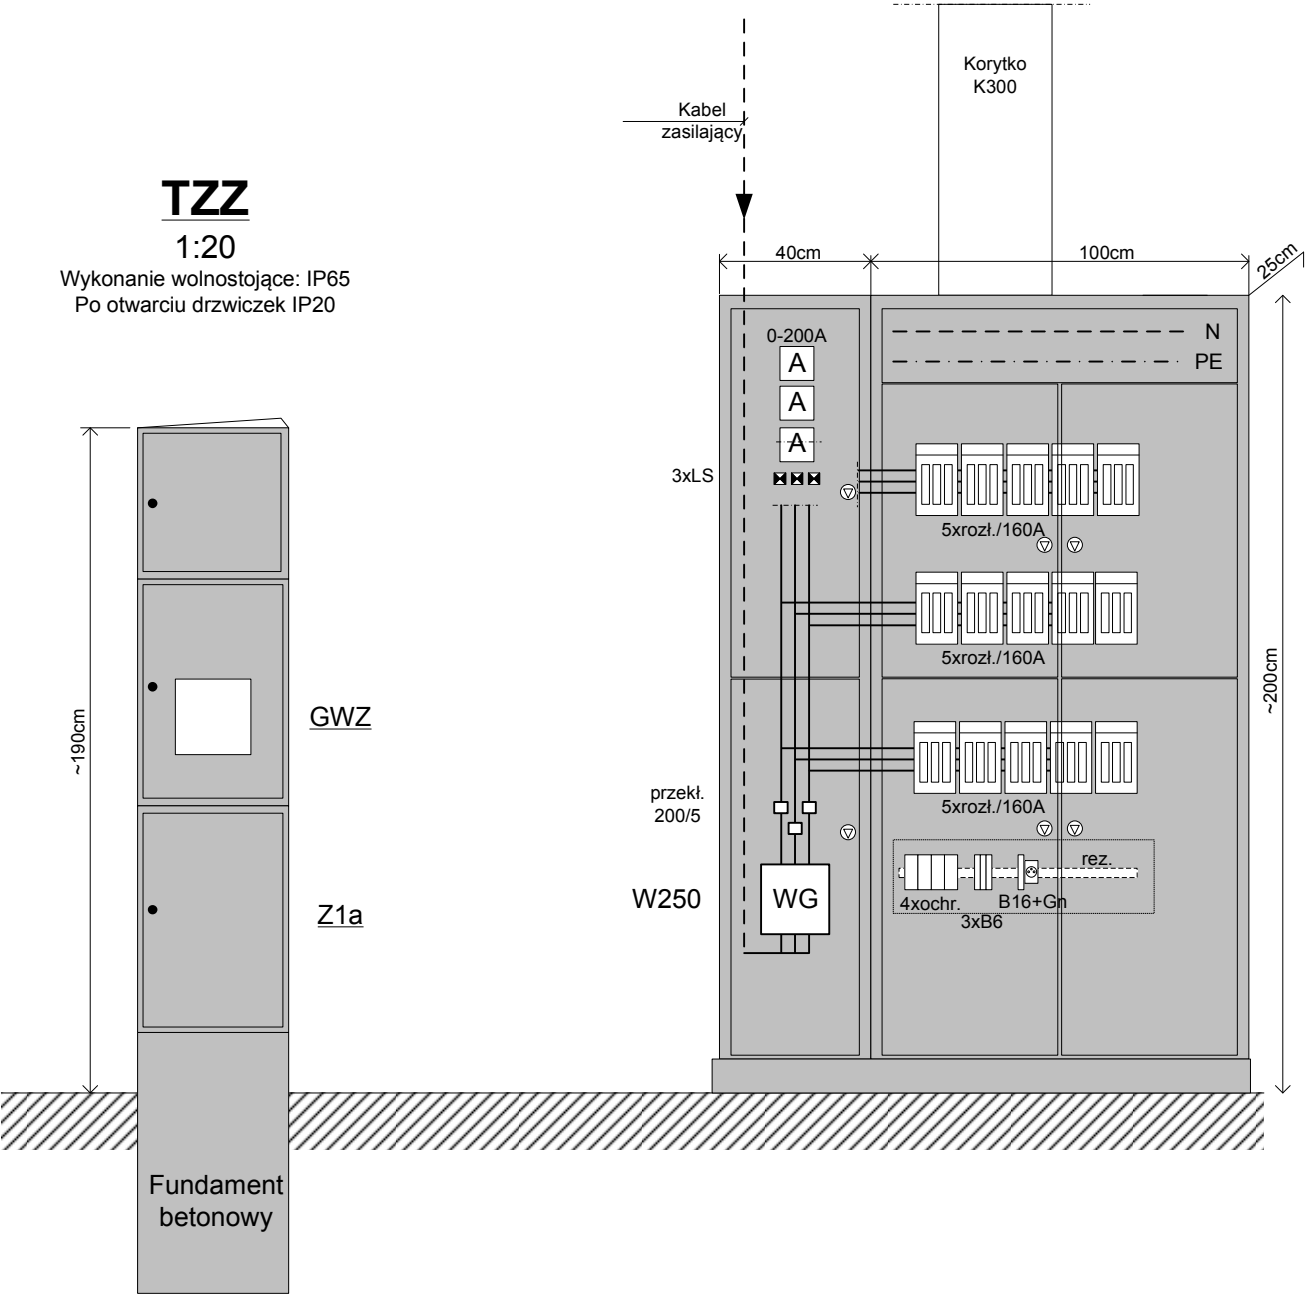 Korytko
K300
Kabel
zasilający
TZZ
1:20
Wykonanie wolnostojące: IP65
Po otwarciu drzwiczek IP20
40cm
100cm
25cm
0-200A
A
A
A
N
PE
3xLS
5xrozł./160A
5xrozł./160A
~200cm
GWZ
~190cm
przekł.
200/5
5xrozł./160A
W250
WG
rez.
4xochr.
B16+Gn
3xB6
Z1a
Fundament
betonowy